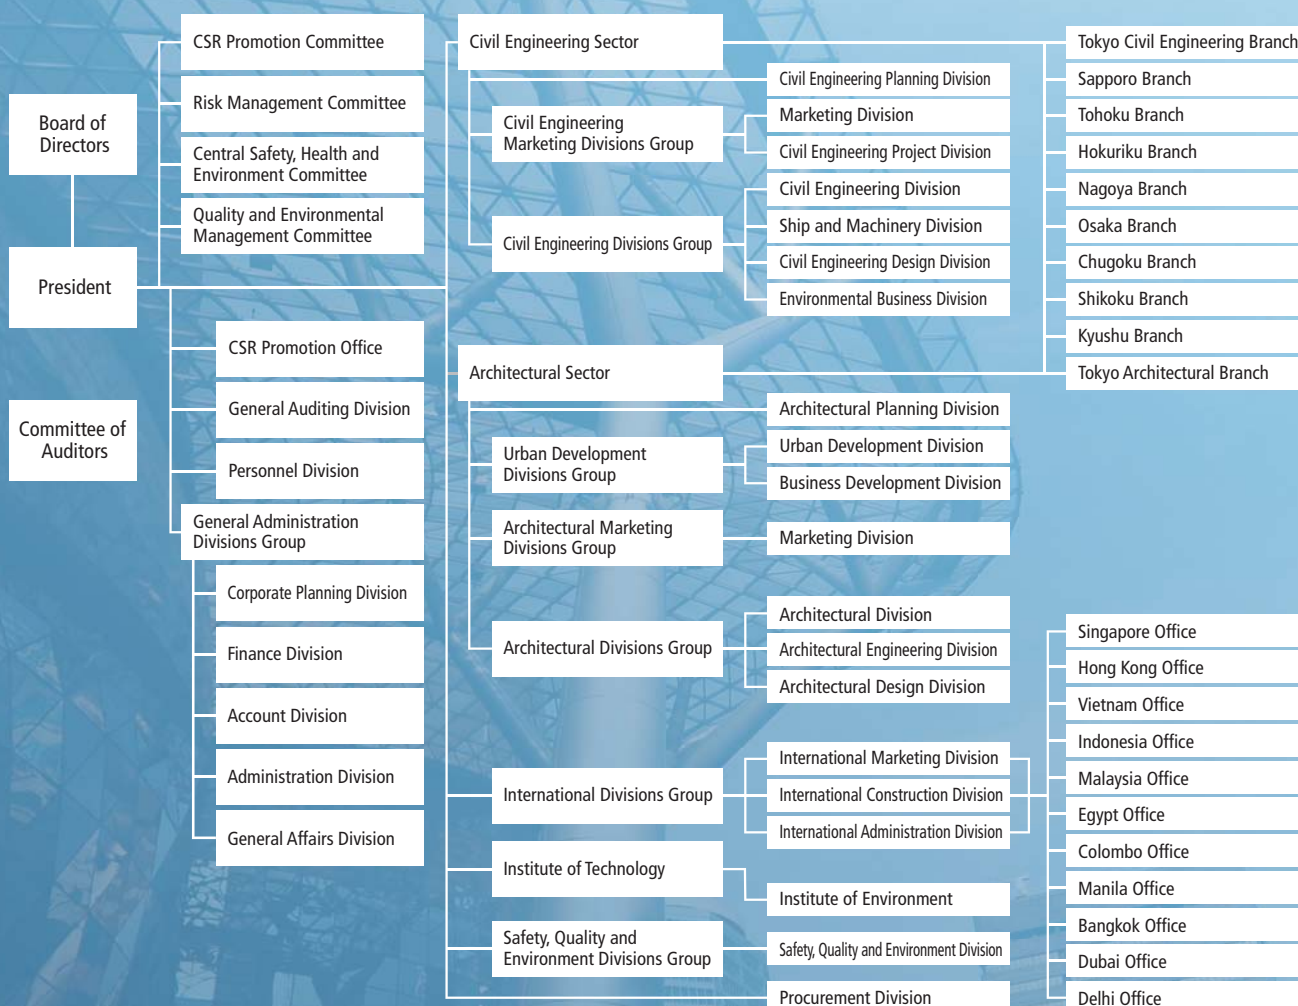 Board of
Directors
President
Committee of
Auditors
CSR Promotion Committee
Risk Management Committee
Central Safety, Health and
Environment Committee
Quality and Environmental
Management Committee
CSR Promotion Office
General Auditing Division
Personnel Division
General Administration
Divisions Group
Corporate Planning Division
Finance Division
Account Division
Administration Division
General Affairs Division
Civil Engineering Sector
Civil Engineering Planning Division
Civil Engineering
Marketing Divisions Group
Marketing Division
Civil Engineering Project Division
Civil Engineering Divisions Group
Civil Engineering Division
Ship and Machinery Division
Civil Engineering Design Division
Environmental Business Division
Architectural Sector
Architectural Planning Division
Urban Development
Divisions Group
Urban Development Division
Business Development Division
Architectural Marketing
Divisions Group
Marketing Division
Architectural Divisions Group
Architectural Division
Architectural Engineering Division
Architectural Design Division
International Divisions Group
International Marketing Division
International Construction Division
International Administration Division
Institute of Technology
Institute of Environment
Safety, Quality and
Environment Divisions Group
Safety, Quality and Environment Division
Procurement Division
Tokyo Civil Engineering Branch
Sapporo Branch
Tohoku Branch
Hokuriku Branch
Nagoya Branch
Osaka Branch
Chugoku Branch
Shikoku Branch
Kyushu Branch
Tokyo Architectural Branch
Singapore Office
Hong Kong Office
Vietnam Office
Indonesia Office
Malaysia Office
Egypt Office
Colombo Office
Manila Office
Bangkok Office
Dubai Office
Delhi Office